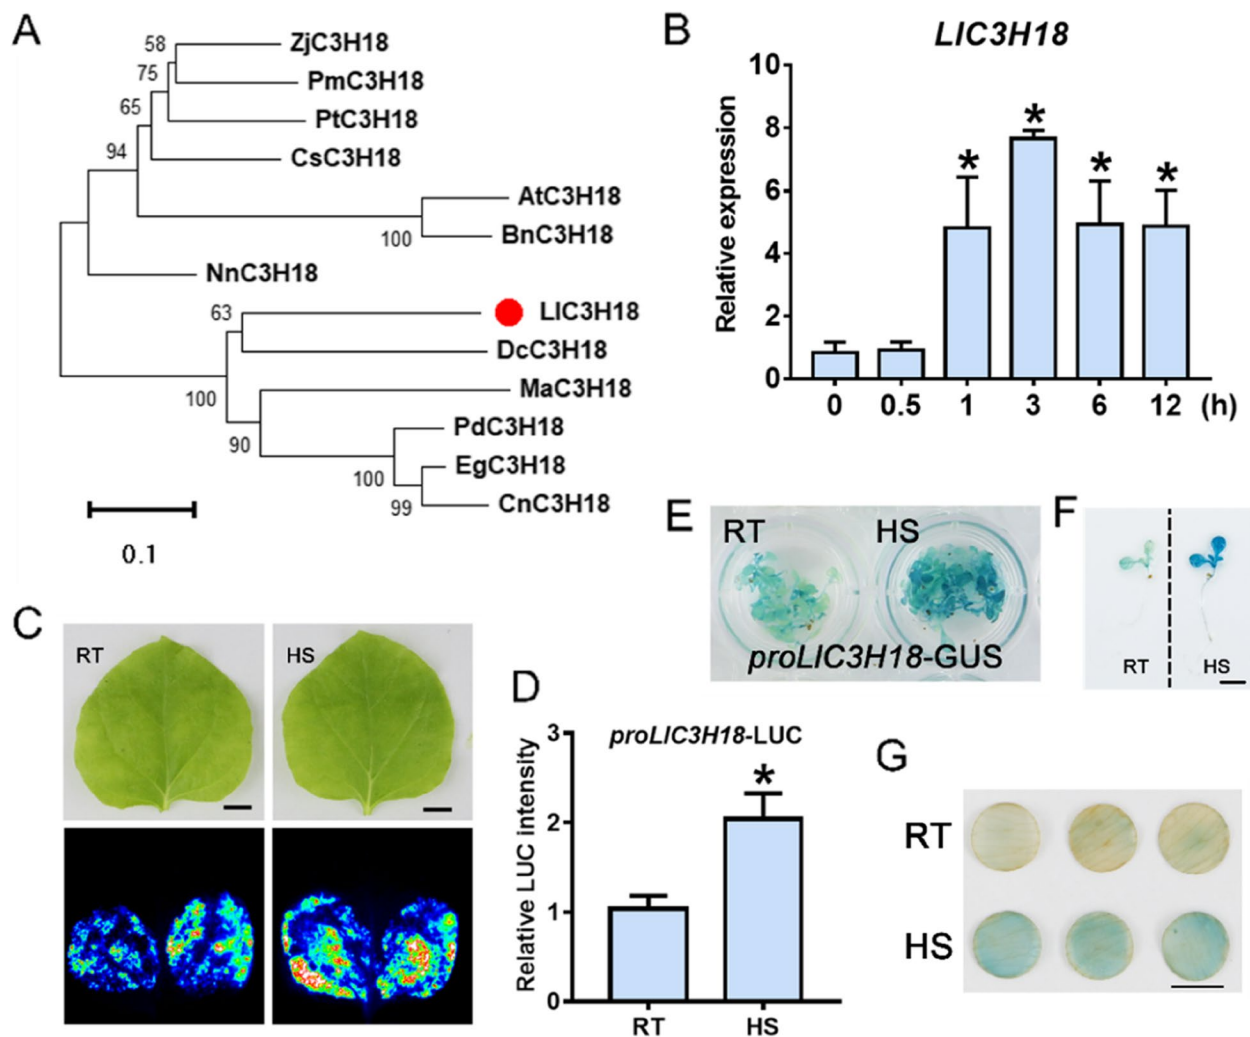 A
58
ZjC3H18
75
PmC3H18
65
PtC3H18
94
CsC3H18
AtC3H18
100
BnC3H18
NnC3H18
63
LlC3H18
DcC3H18
100
MaC3H18
90
PdC3H18
100
EgC3H18
99
CnC3H18
0.1
B
LlC3H18
Relative expression
10
8
6
4
2
0
* * * *
0 0.5 1 3 6 12 (h)
C
RT HS
D
proLlC3H18-LUC
Relative LUC intensity
3
2
1
0
*
RT HS
E
RT HS
proLlC3H18-GUS
F
RT HS
G
RT
HS